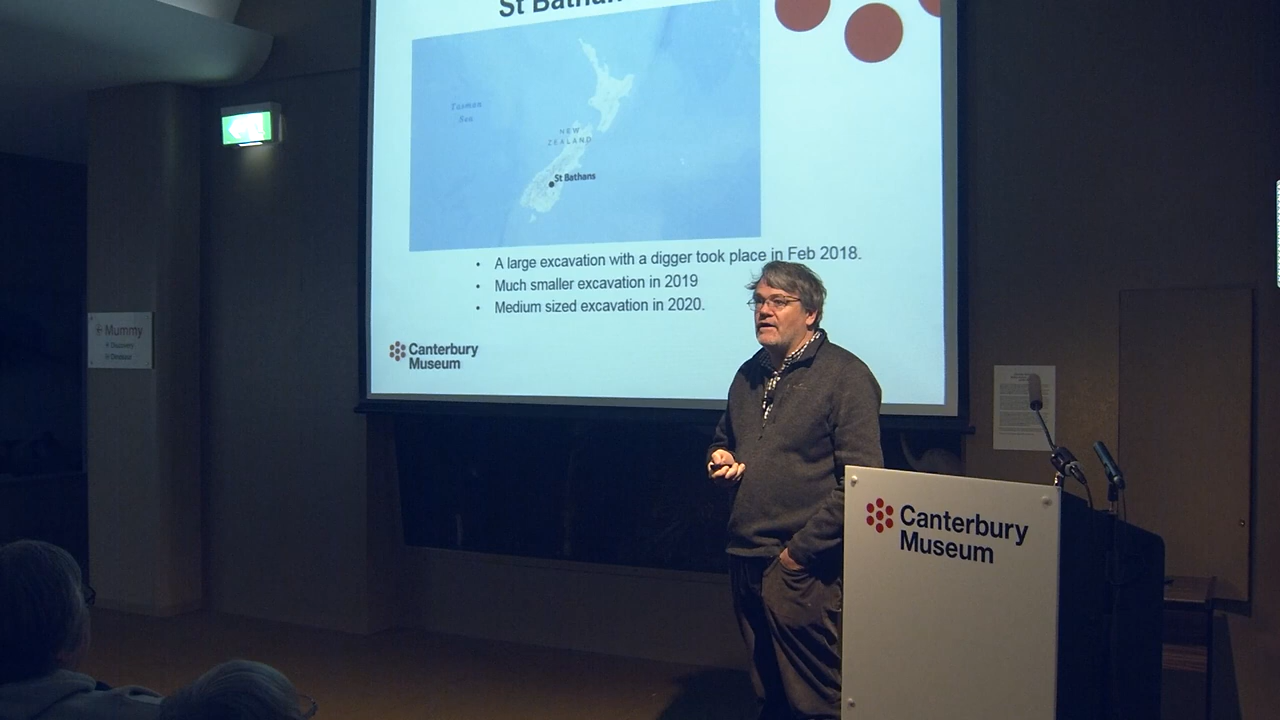 St Bathans
Tasman
Sea
NEW
ZEALAND
St Bathans
• A large excavation with a digger took place in Feb 2018.
• Much smaller excavation in 2019
• Medium sized excavation in 2020.
Canterbury
Museum
Mummy
Discovery
Canterbury
Museum